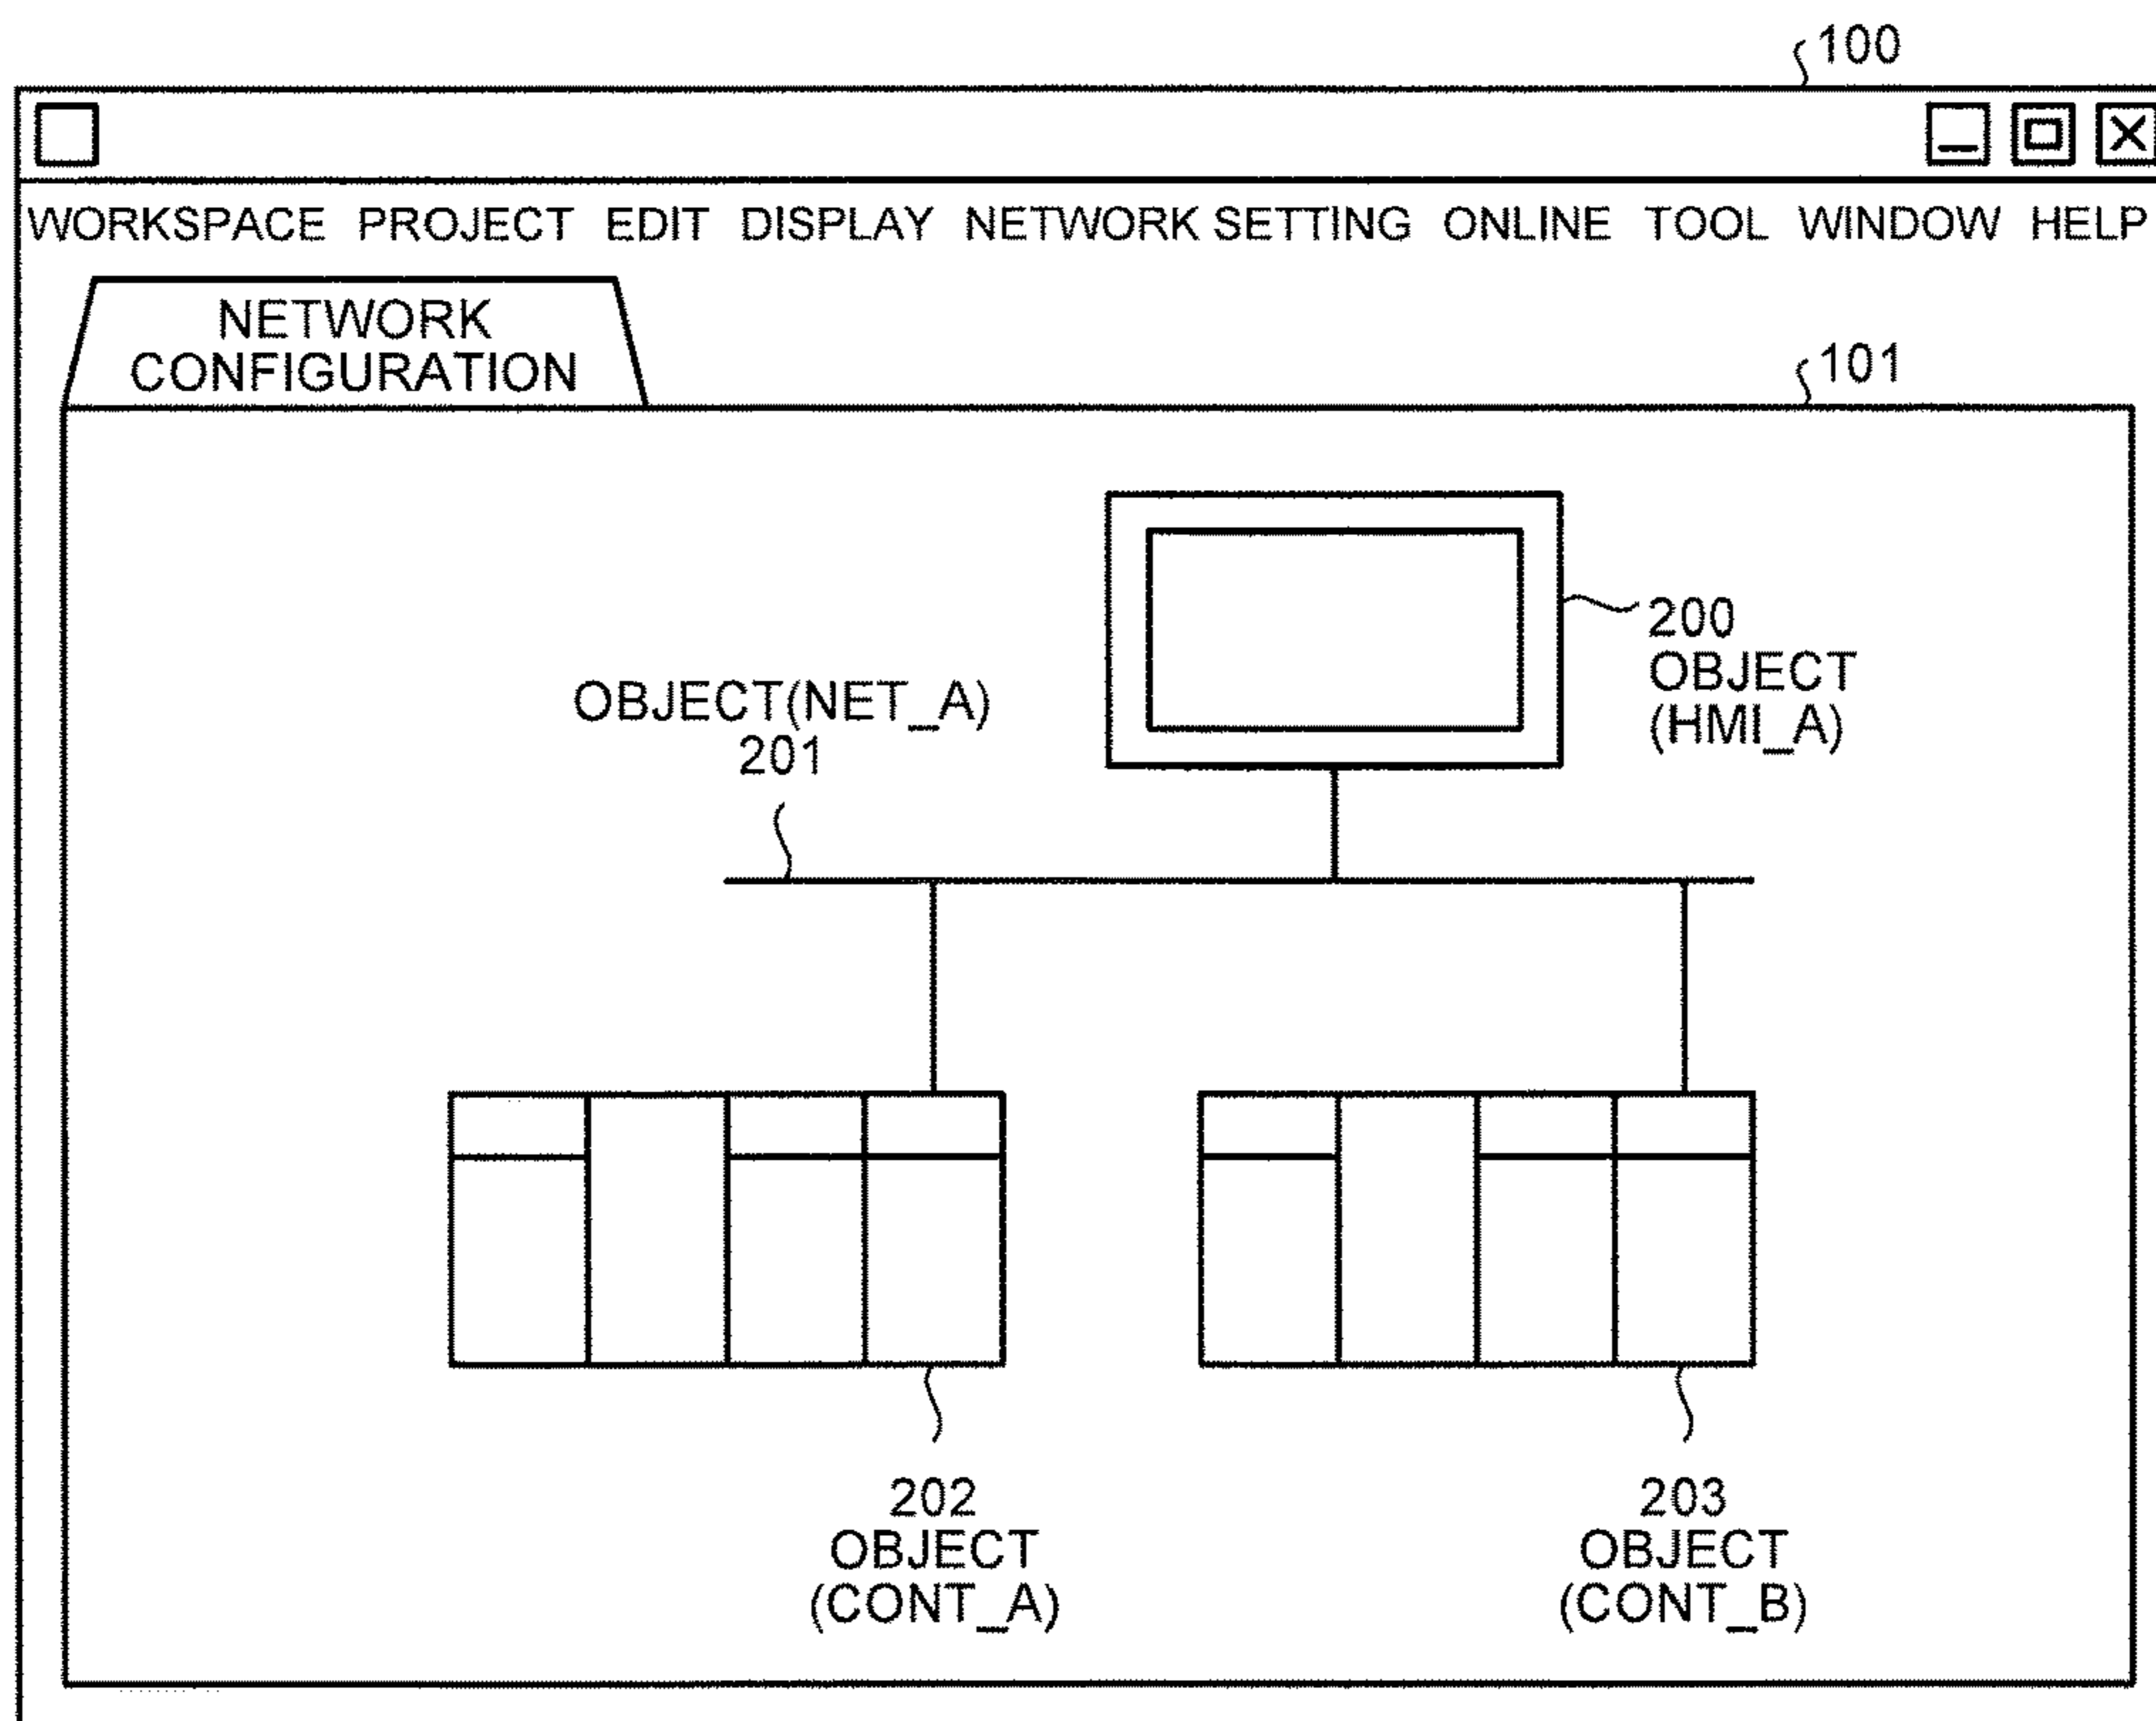 100
WORKSPACE PROJECT EDIT DISPLAY NETWORK SETTING ONLINE TOOL WINDOW HELP
NETWORK
CONFIGURATION
101
200
OBJECT
(HMI_A)
OBJECT(NET_A)
201
202
OBJECT
(CONT_A)
203
OBJECT
(CONT_B)